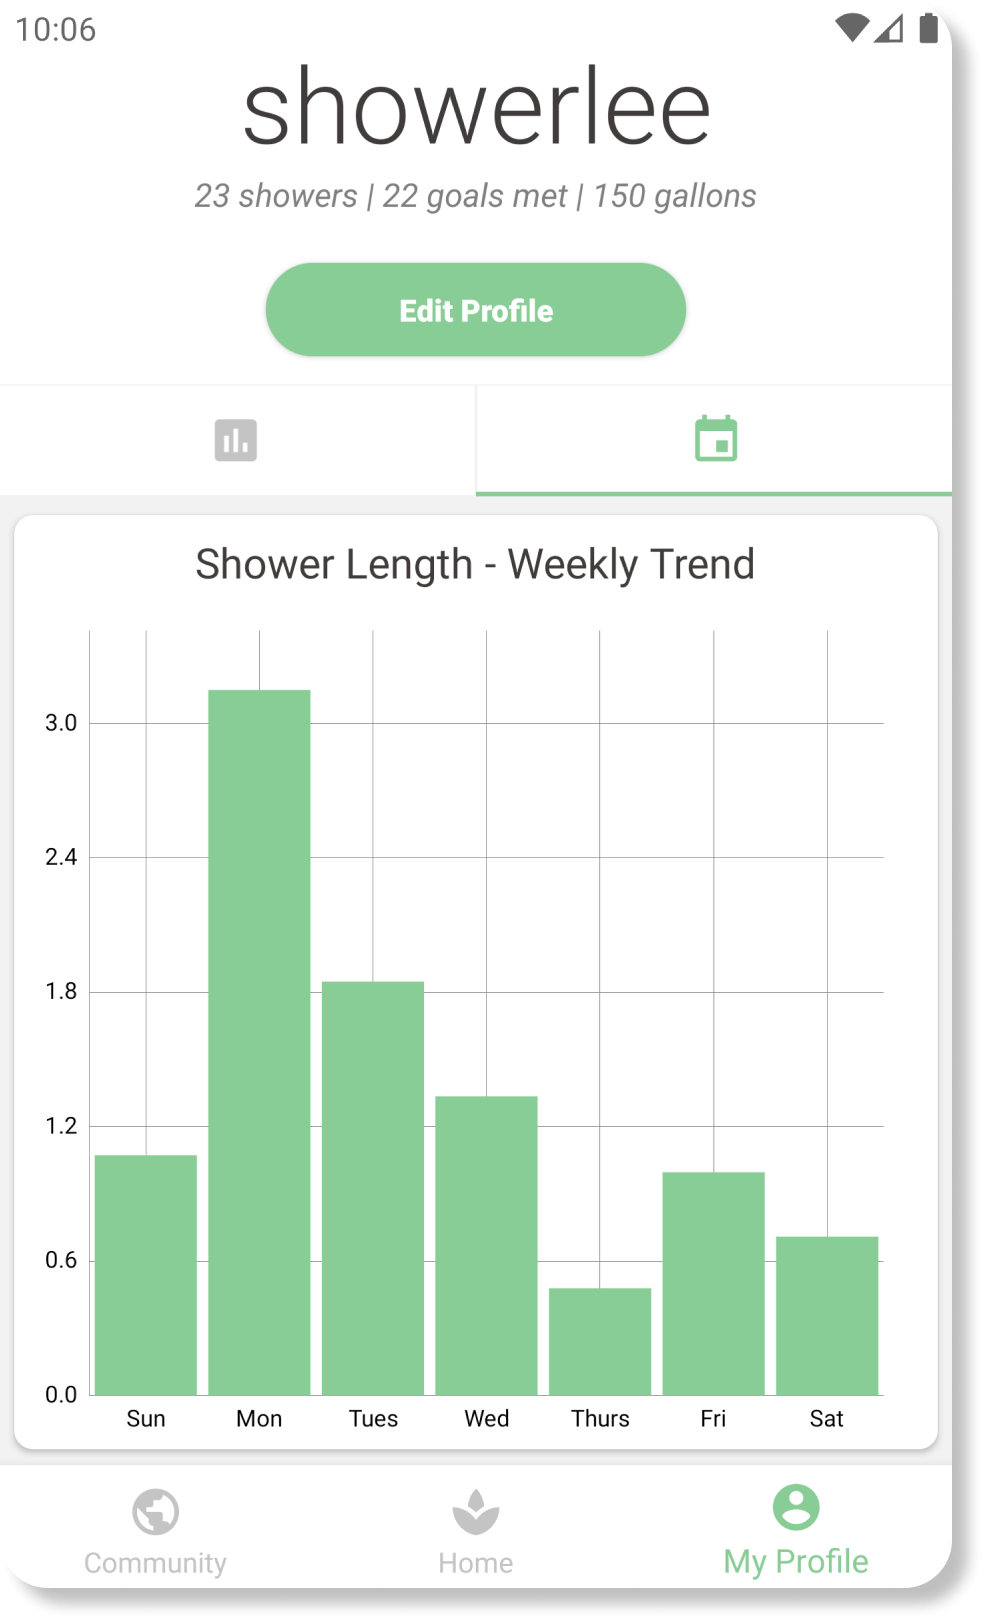 10:06
showerlee
23 showers | 22 goals met | 150 gallons
Edit Profile
Shower Length - Weekly Trend
3.0
2.4
1.8
1.2
0.6
0.0
Sun Mon Tues Wed Thurs Fri Sat
Community Home My Profile